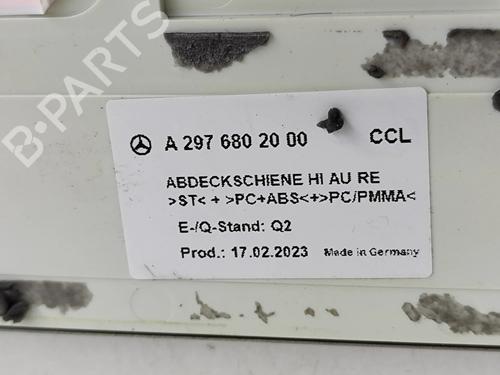 B-PARTS
A 297 680 20 00 CCL
ABDECKSCHIENE HI AU RE
>ST< + >PC+ABS<+>PC/PMMA<
E-/Q-Stand: Q2
Prod.: 17.02.2023 Made in Germany